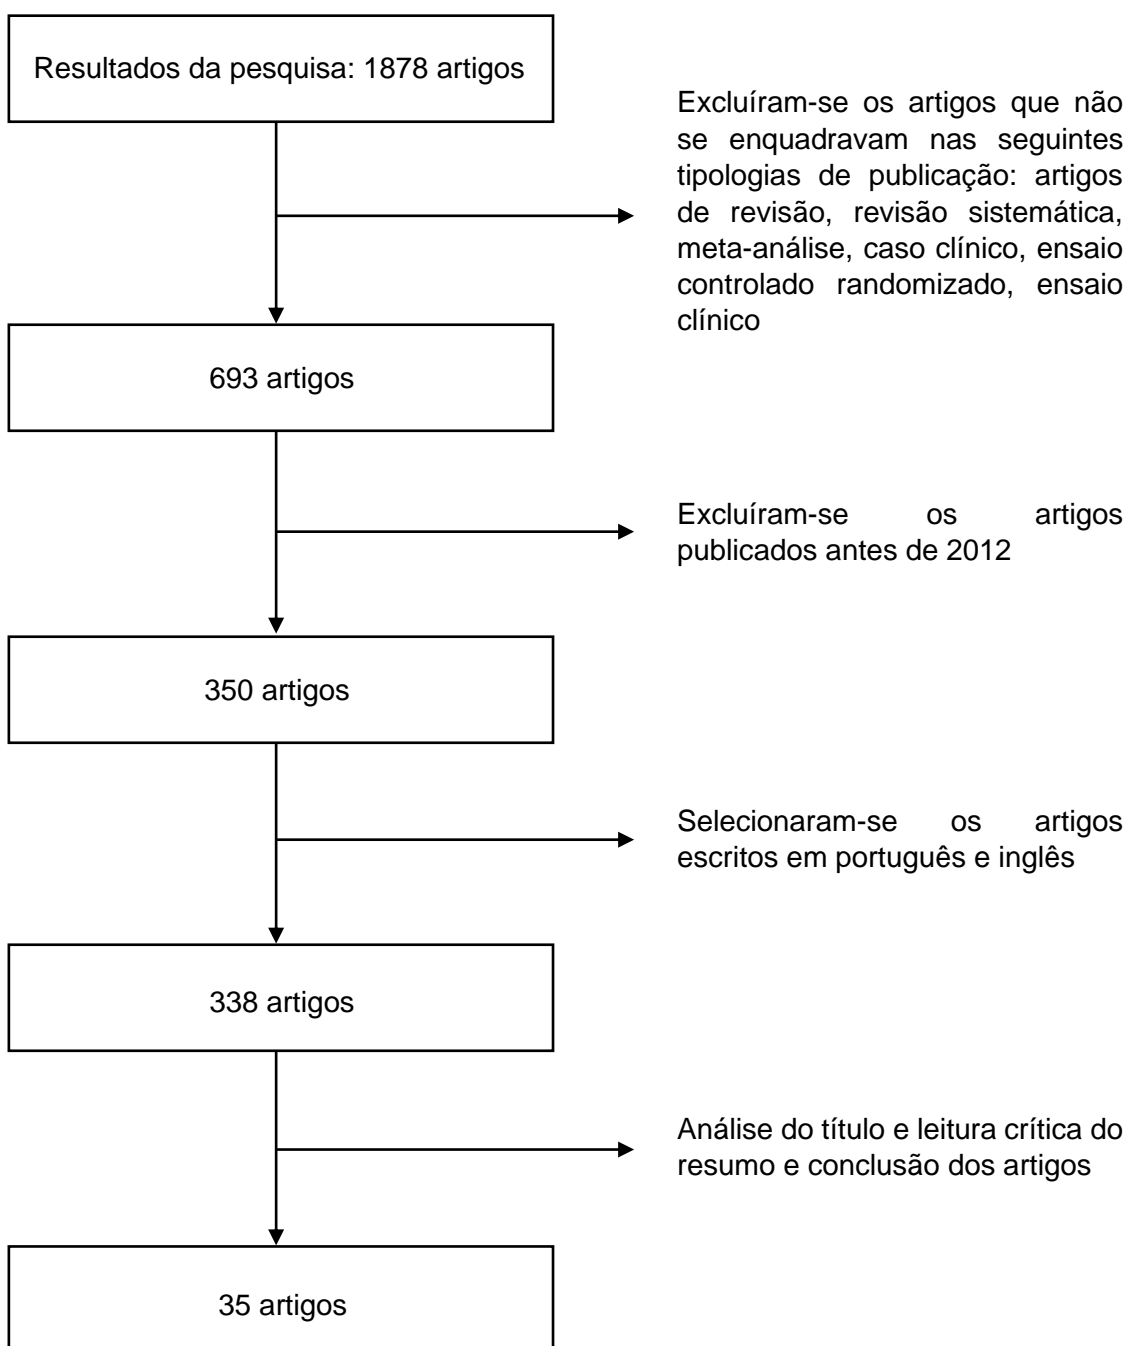 Resultados da pesquisa: 1878 artigos
Excluíram-se os artigos que não
se enquadravam nas seguintes
tipologias de publicação: artigos
de revisão, revisão sistemática,
meta-análise, caso clínico, ensaio
controlado randomizado, ensaio
clínico
693 artigos
Excluíram-se os artigos
publicados antes de 2012
350 artigos
Selecionaram-se os artigos
escritos em português e inglês
338 artigos
Análise do título e leitura crítica do
resumo e conclusão dos artigos
35 artigos